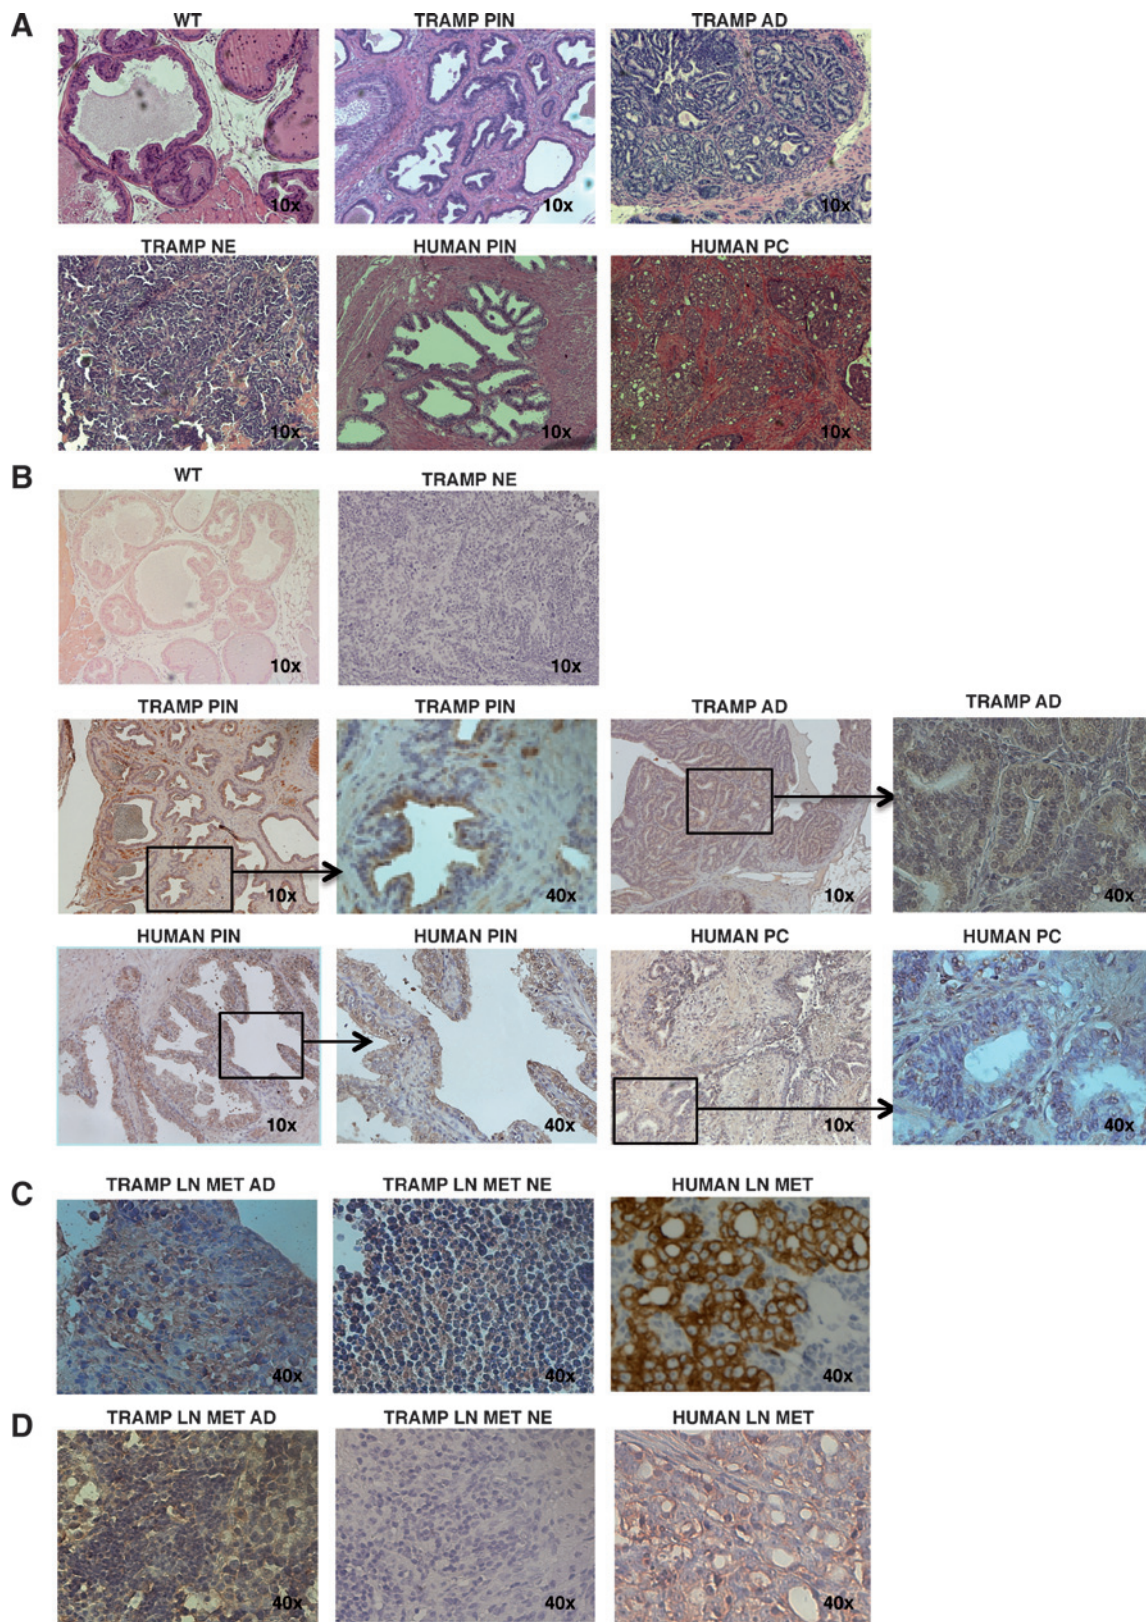 A
WT TRAMP PIN TRAMP AD
10x 10x 10x
TRAMP NE HUMAN PIN HUMAN PC
10x 10x 10x
B
WT TRAMP NE
10x 10x
TRAMP PIN TRAMP PIN TRAMP AD TRAMP AD
10x 40x 10x 40x
HUMAN PIN HUMAN PIN HUMAN PC HUMAN PC
10x 40x 10x 40x
C
TRAMP LN MET AD TRAMP LN MET NE HUMAN LN MET
40x 40x 40x
D
TRAMP LN MET AD TRAMP LN MET NE HUMAN LN MET
40x 40x 40x